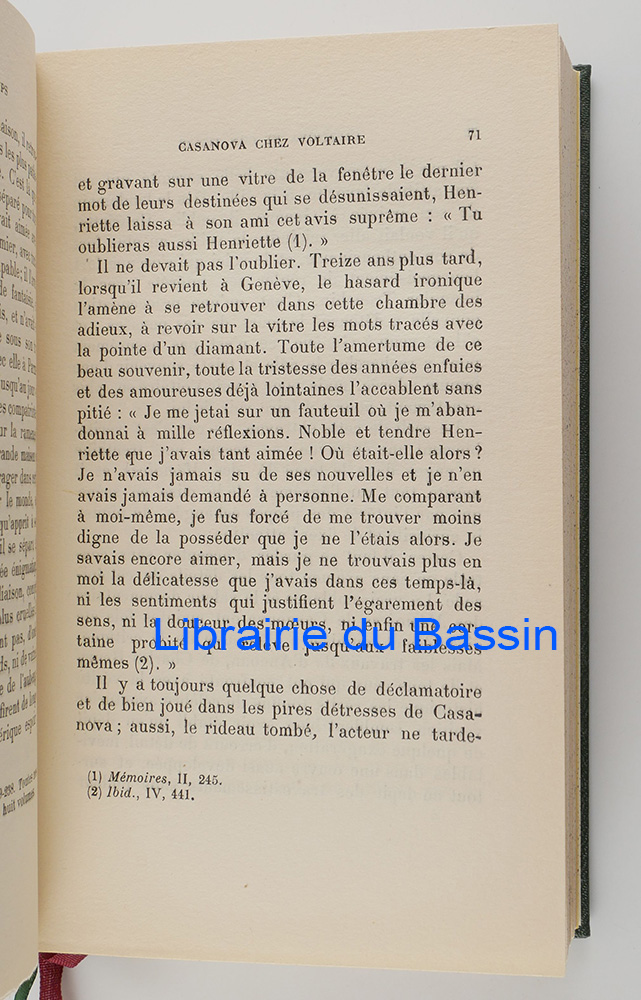 CASANOVA CHEZ VOLTAIRE 71
et gravant sur une vitre de la fenêtre le dernier
mot de leurs destinées qui se désunissaient, Hen-
riette laissa à son ami cet avis suprême : « Tu
oublieras aussi Henriette (1). »
Il ne devait pas l'oublier. Treize ans plus tard,
lorsqu'il revient à Genève, le hasard ironique
l'amène à se retrouver dans cette chambre des
adieux, à revoir sur la vitre les mots tracés avec
la pointe d'un diamant. Toute l'amertume de ce
beau souvenir, toute la tristesse des années enfuies
et des amoureuses déjà lointaines l'accablent sans
pitié : « Je me jetai sur un fauteuil où je m'aban-
donnai à mille réflexions. Noble et tendre Hen-
riette que j'avais tant aimée ! Où était-elle alors ?
Je n'avais jamais su de ses nouvelles et je n'en
avais jamais demandé à personne. Me comparant
à moi-même, je fus forcé de me trouver moins
digne de la posséder que je ne l'étais alors. Je
savais encore aimer, mais je ne trouvais plus en
moi la délicatesse que j'avais dans ces temps-là,
ni les sentiments qui justifient l'égarement des
sens, ni la douceur des mœurs, ni enfin une cer-
taine probité qui relève jusqu'aux faiblesses
mêmes (2). »
Il y a toujours quelque chose de déclamatoire
et de bien joué dans les pires détresses de Casa-
nova ; aussi, le rideau tombé, l'acteur ne tarde-
(1) Mémoires, II, 245.
(2) Ibid., IV, 441.
Librairie du Bassin